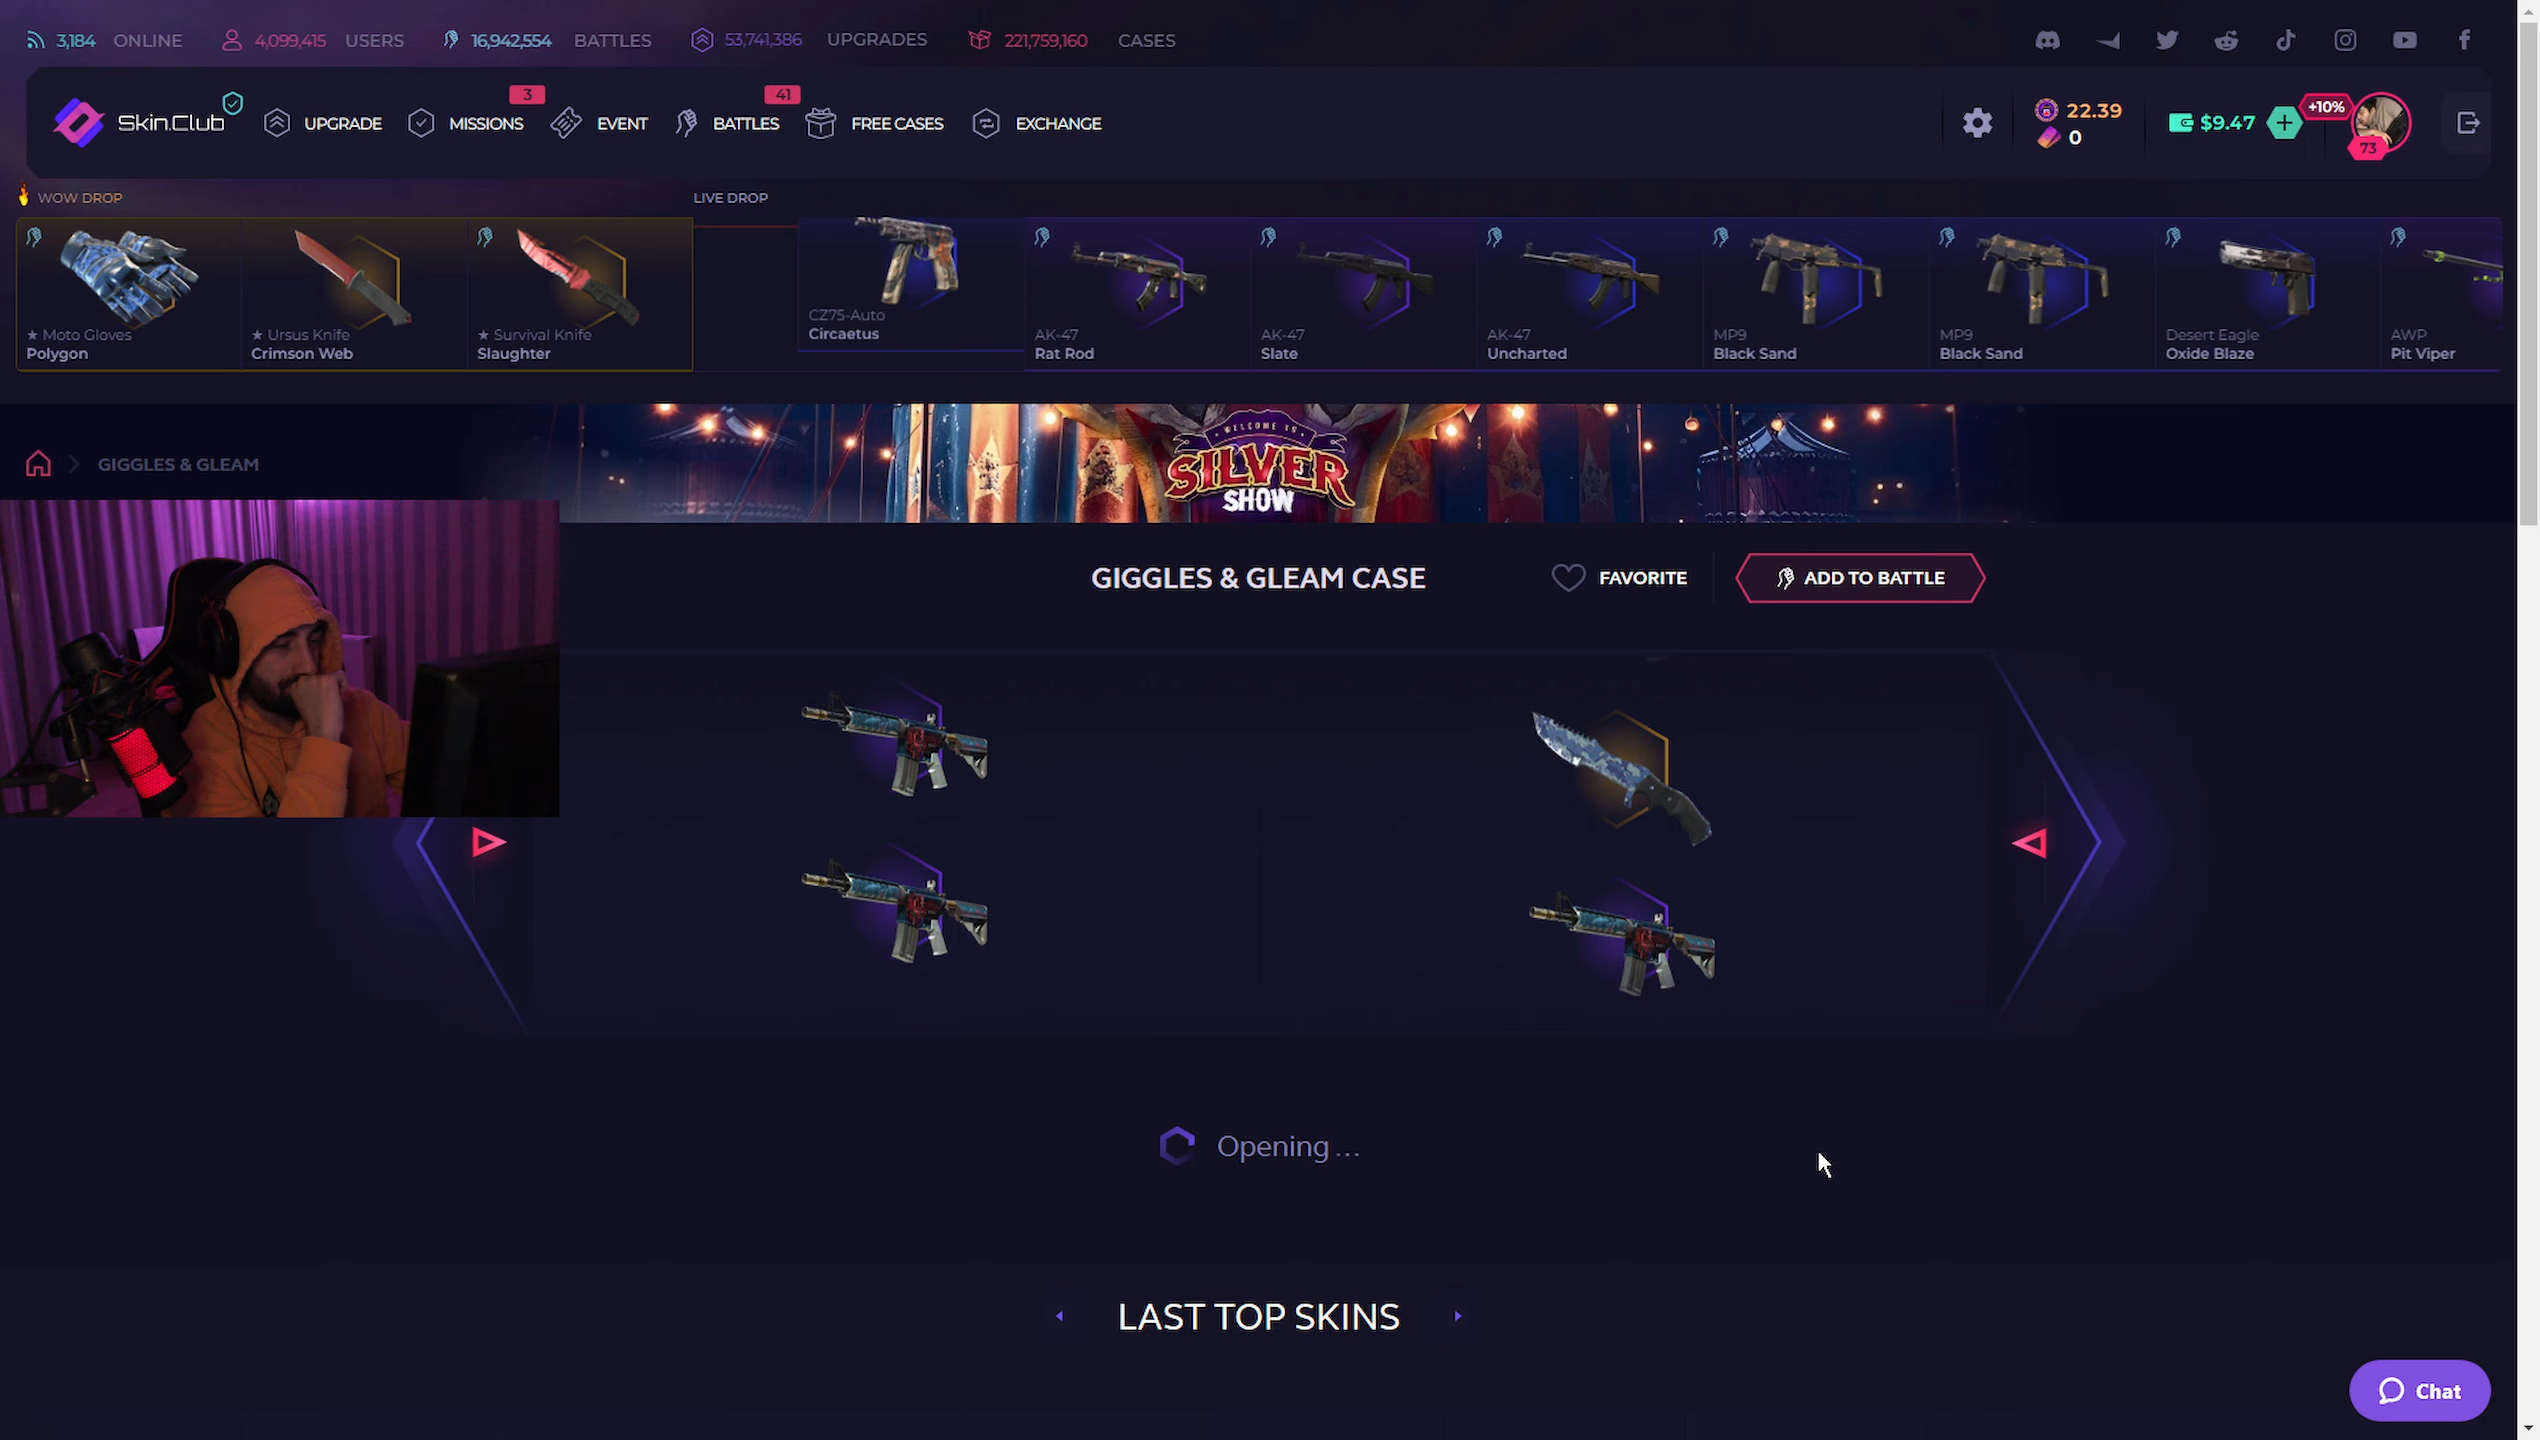 3,184 ONLINE 4,099,415 USERS 16,942,554 BATTLES 53,741,386 UPGRADES 221,759,160 CASES
Skin.Club UPGRADE MISSIONS 3 EVENT BATTLES 41 FREE CASES EXCHANGE
22.39
0
$9.47 + +10%
73
WOW DROP
LIVE DROP
★ Moto Gloves
Polygon
★ Ursus Knife
Crimson Web
★ Survival Knife
Slaughter
CZ75-Auto
Circaetus
AK-47
Rat Rod
AK-47
Slate
AK-47
Uncharted
MP9
Black Sand
MP9
Black Sand
Desert Eagle
Oxide Blaze
AWP
Pit Viper
GIGGLES & GLEAM
WELCOME TO
SILVER
SHOW
GIGGLES & GLEAM CASE
FAVORITE
ADD TO BATTLE
Opening ...
LAST TOP SKINS
Chat